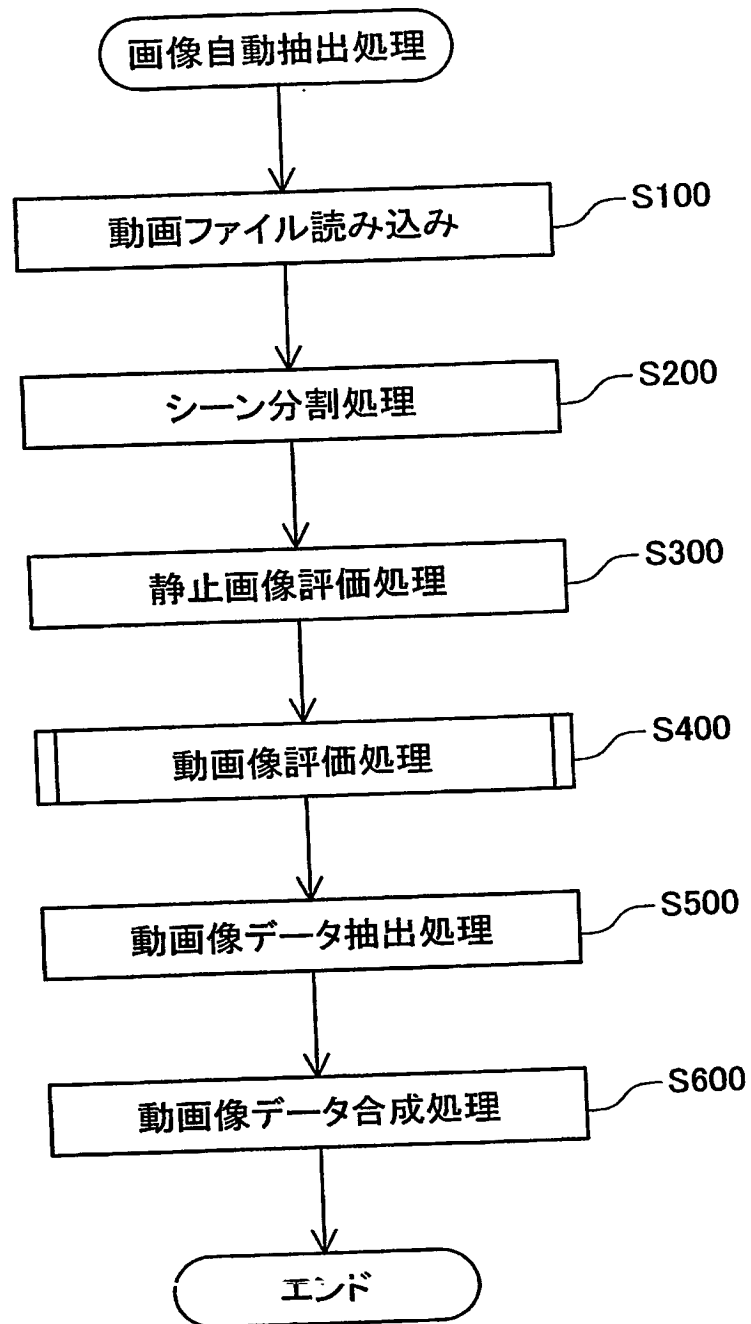 画像自動抽出処理
動画ファイル読み込み
S100
シーン分割処理
S200
静止画像評価処理
S300
動画像評価処理
S400
動画像データ抽出処理
S500
動画像データ合成処理
S600
エンド